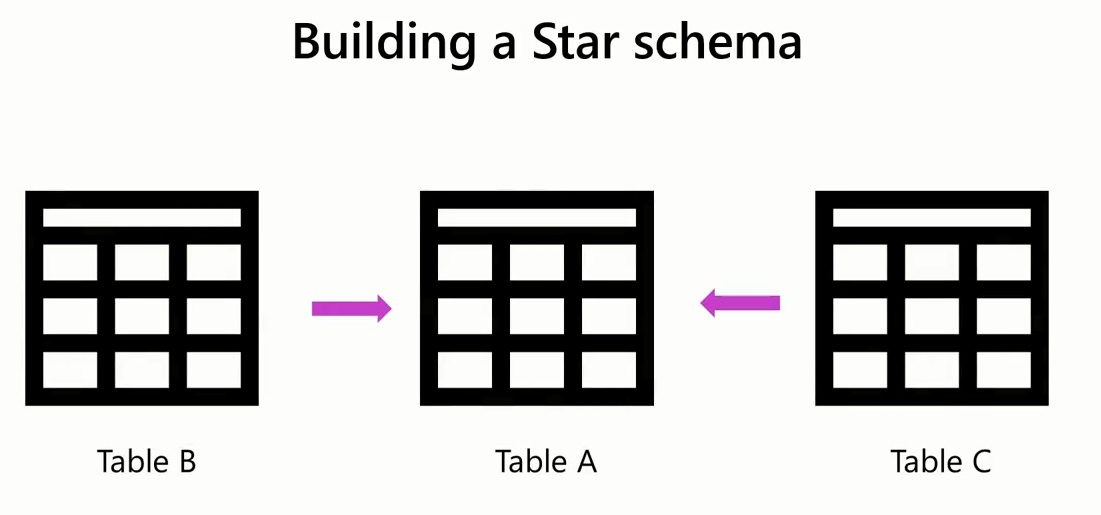 Building a Star schema
Table B
Table A
Table C